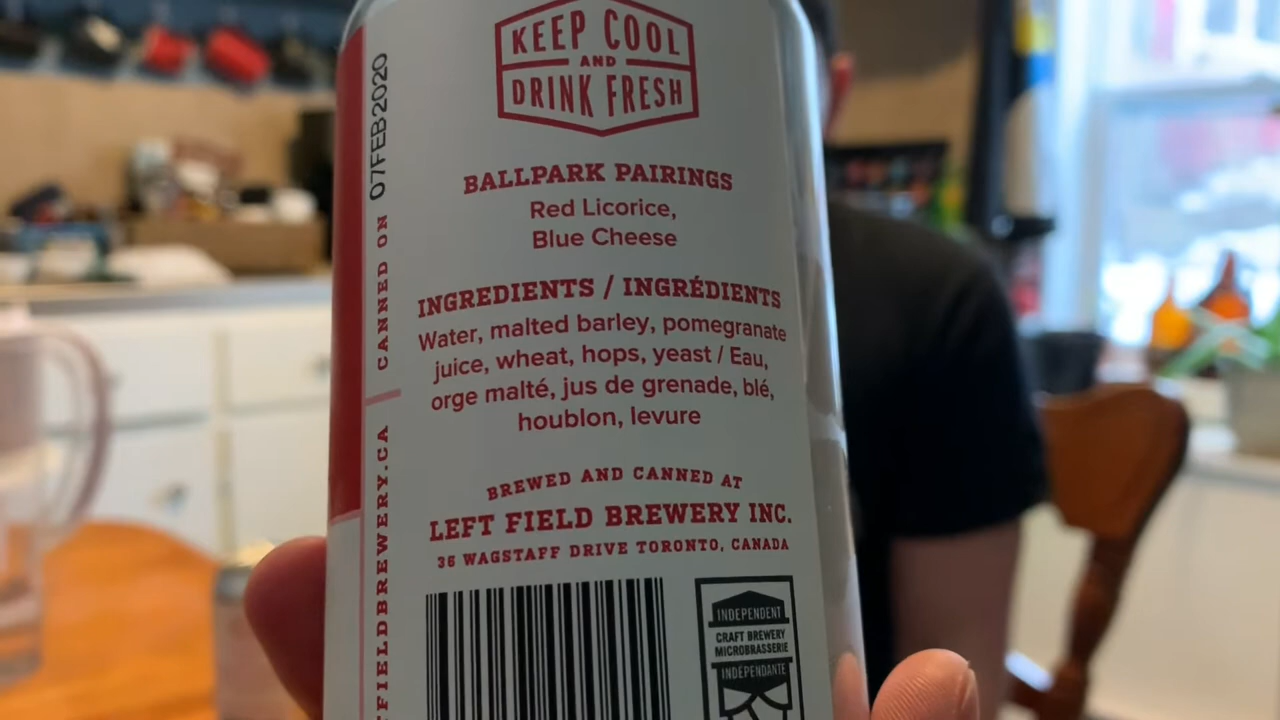 KEEP COOL
AND
DRINK FRESH
BALLPARK PAIRINGS
Red Licorice,
Blue Cheese
INGREDIENTS / INGRÉDIENTS
Water, malted barley, pomegranate
juice, wheat, hops, yeast / Eau,
orge malté, jus de grenade, blé,
houblon, levure
BREWED AND CANNED AT
LEFT FIELD BREWERY INC.
36 WAGSTAFF DRIVE TORONTO, CANADA
INDEPENDENT
CRAFT BREWERY
MICROBRASSERIE
INDÉPENDANTE
CANNED ON 07FEB2020
TFIELDBREWERY.CA